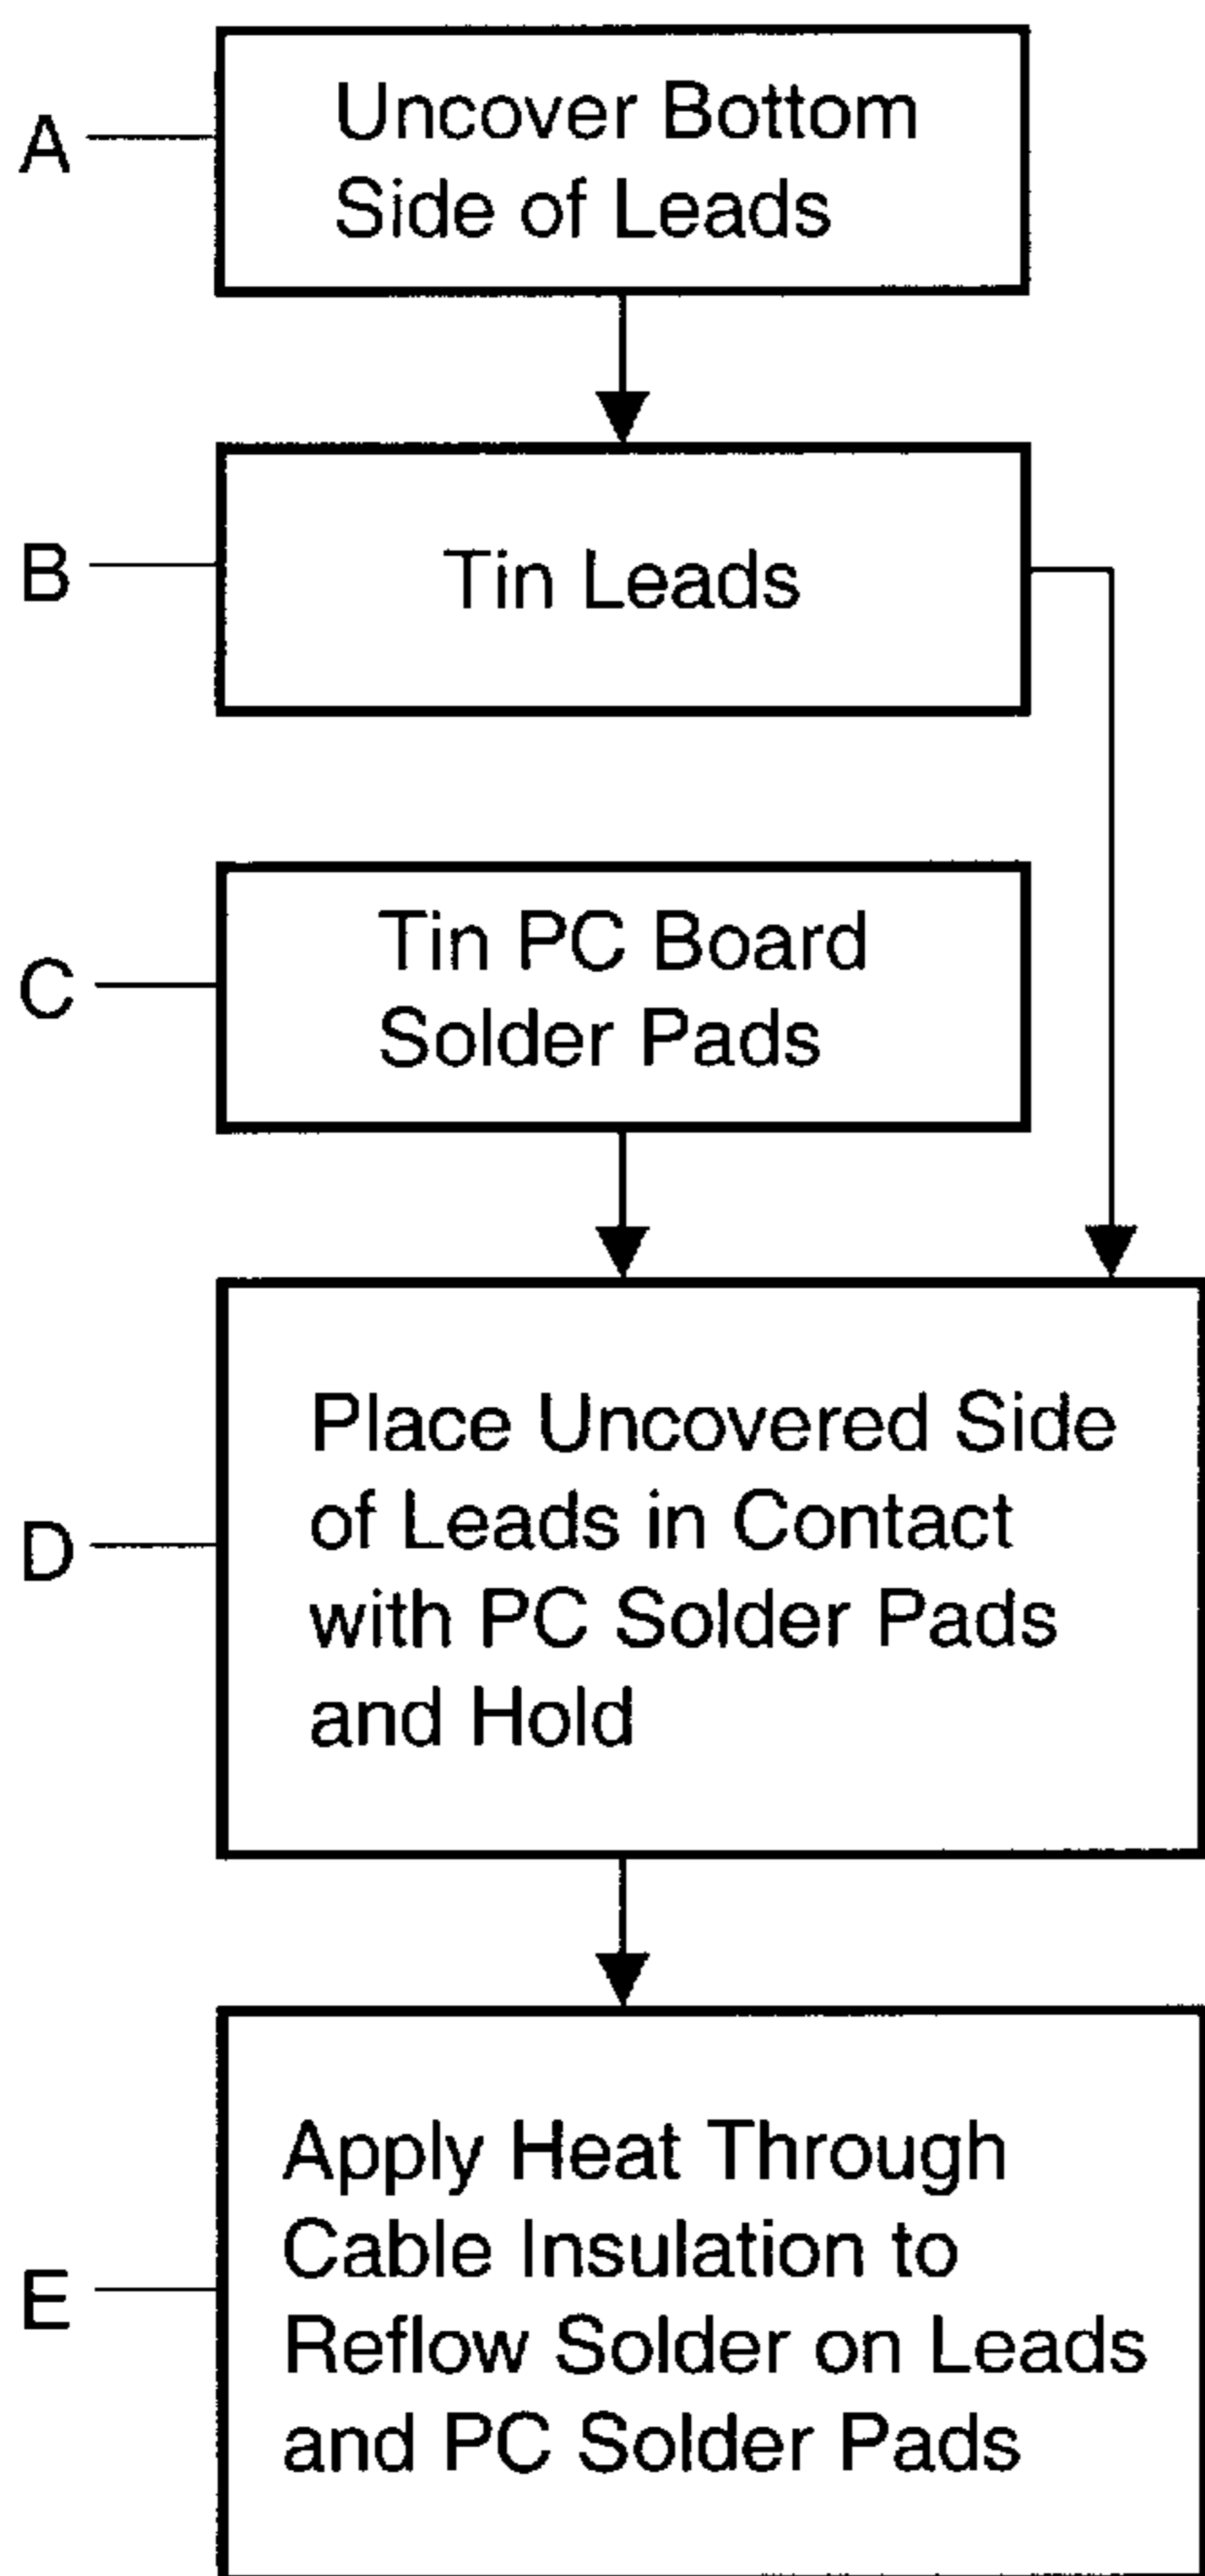 A
Uncover Bottom
Side of Leads
B
Tin Leads
C
Tin PC Board
Solder Pads
D
Place Uncovered Side
of Leads in Contact
with PC Solder Pads
and Hold
E
Apply Heat Through
Cable Insulation to
Reflow Solder on Leads
and PC Solder Pads